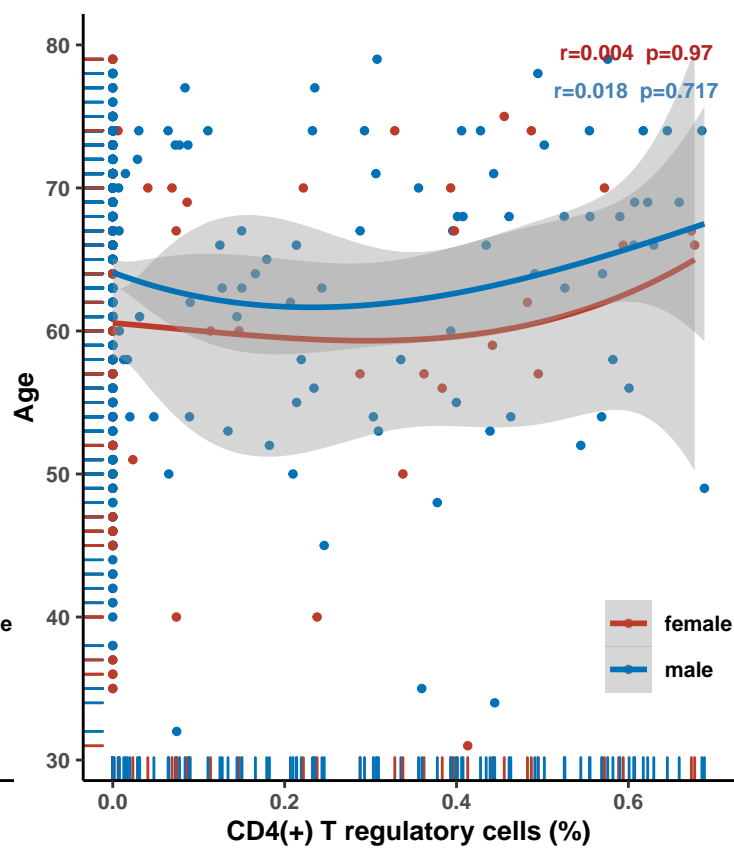 80
r=0.004 p=0.97
r=0.018 p=0.717
70
60
Age
50
40
e
female
male
30
0.0 0.2 0.4 0.6
CD4(+) T regulatory cells (%)